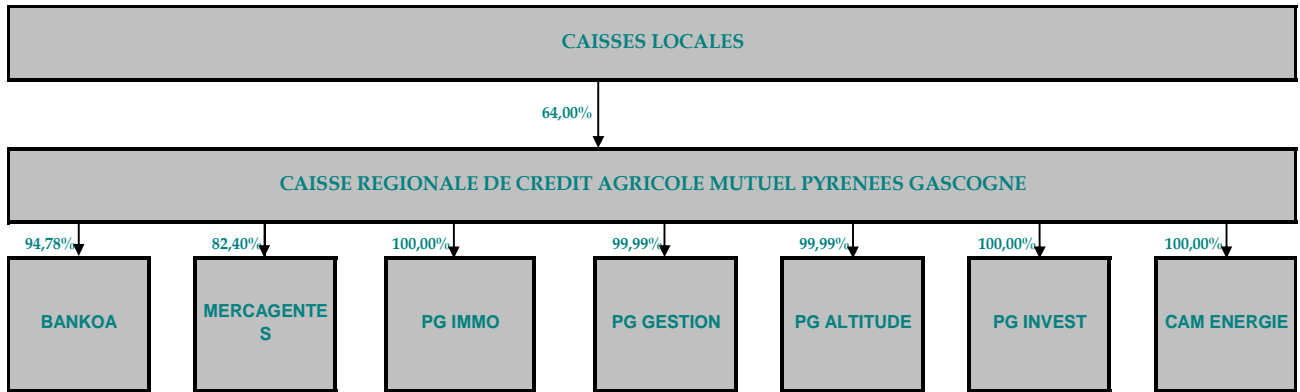 CAISSES LOCALES
64,00%
CAISSE REGIONALE DE CREDIT AGRICOLE MUTUEL PYRENEES GASCOGNE
94,78%
82,40%
100,00%
99,99%
99,99%
100,00%
100,00%
BANKOA
MERCAGENTE
S
PG IMMO
PG GESTION
PG ALTITUDE
PG INVEST
CAM ENERGIE